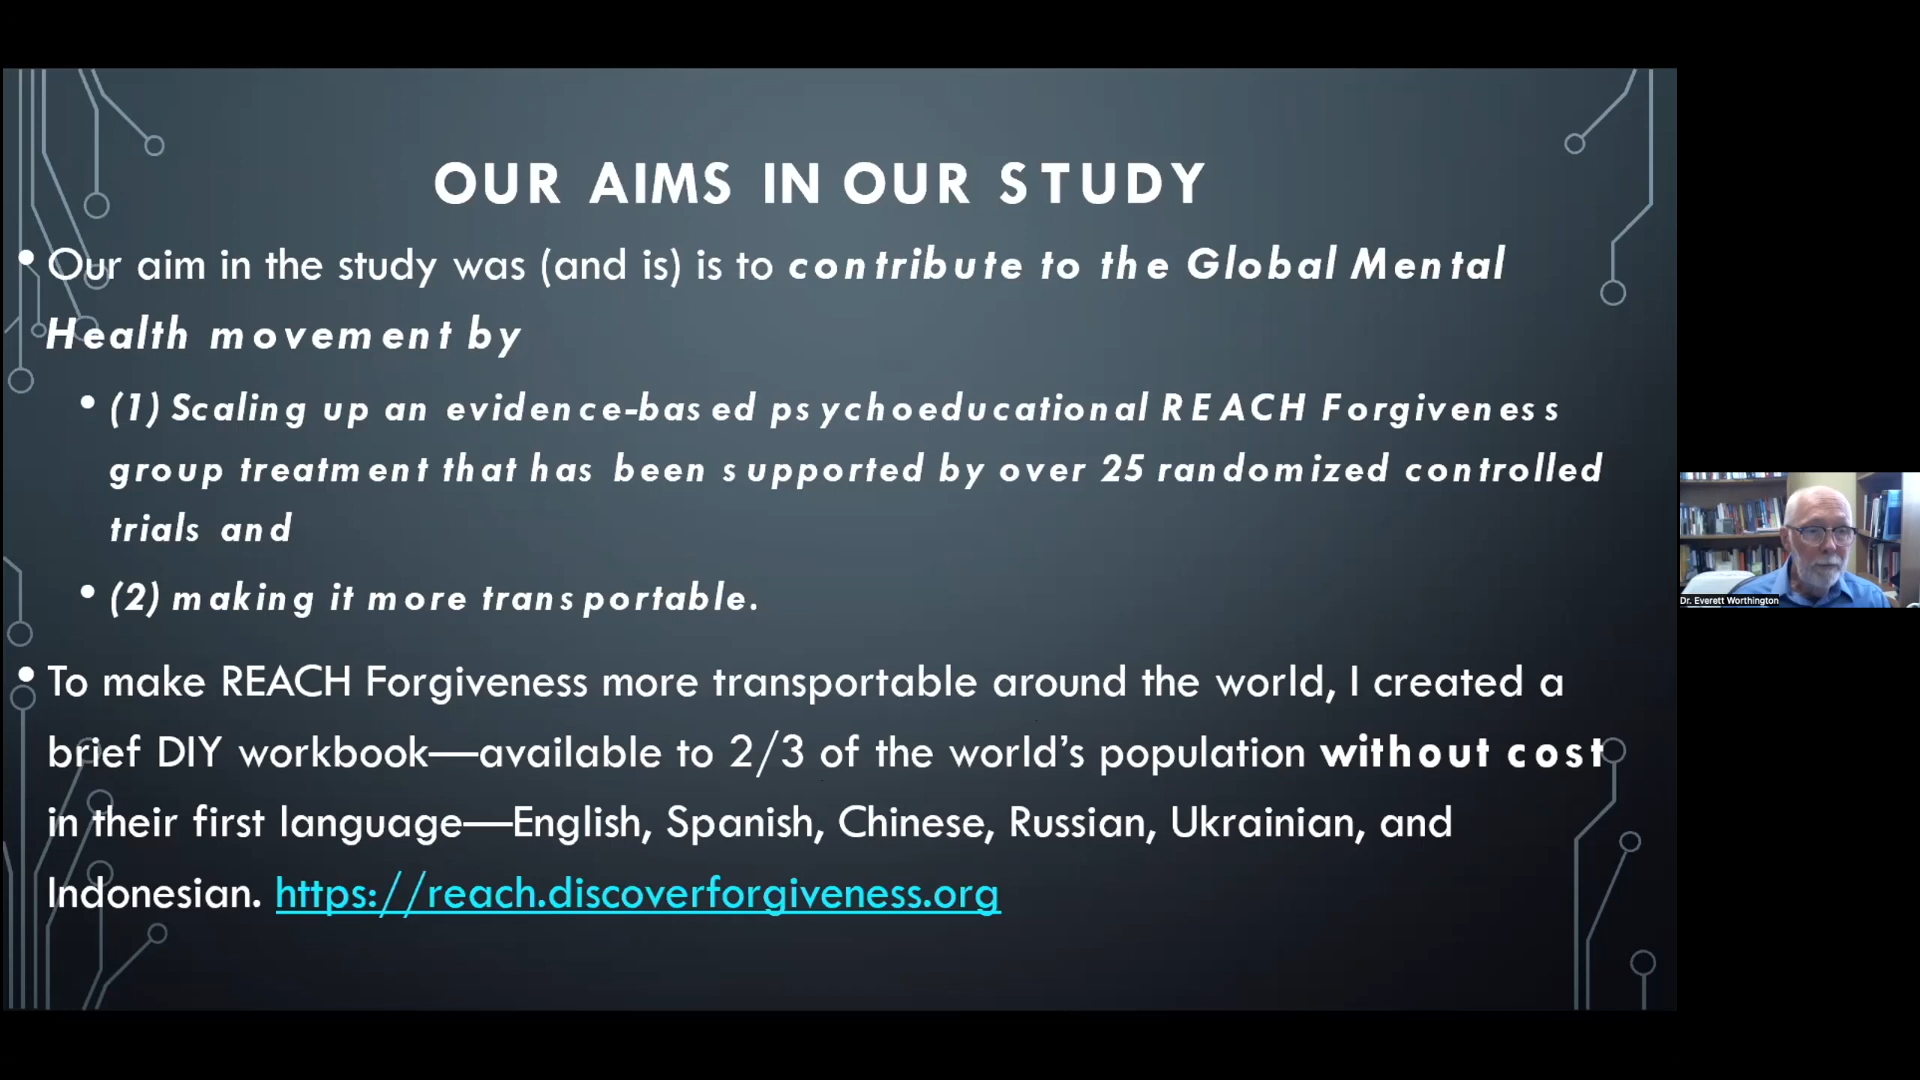 OUR AIMS IN OUR STUDY
• Our aim in the study was (and is) is to contribute to the Global Mental
Health movement by
• (1) Scaling up an evidence-based psychoeducational REACH Forgiveness
group treatment that has been supported by over 25 randomized controlled
trials and
• (2) making it more transportable.
• To make REACH Forgiveness more transportable around the world, I created a
brief DIY workbook—available to 2/3 of the world’s population without cost
in their first language—English, Spanish, Chinese, Russian, Ukrainian, and
Indonesian. https://reach.discoverforgiveness.org
Dr. Everett Worthington